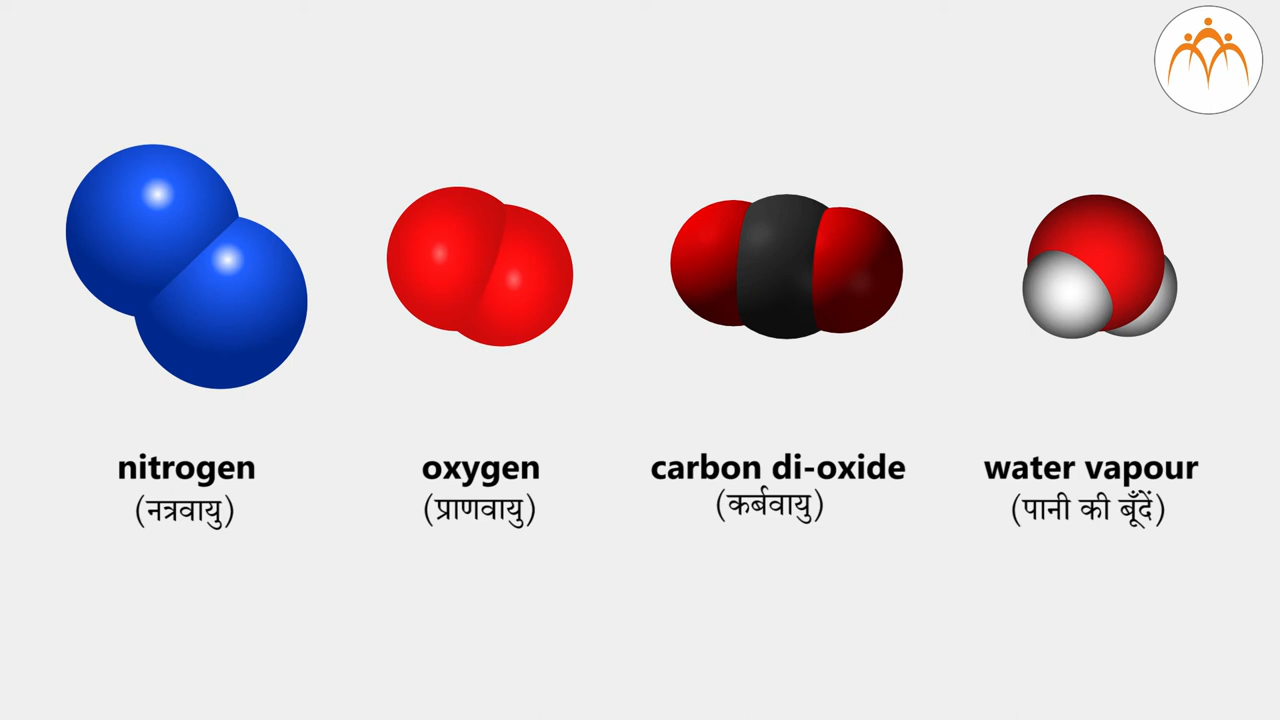 nitrogen
(नत्रवायु)
oxygen
(प्राणवायु)
carbon di-oxide
(कर्बवायु)
water vapour
(पानी की बूँदें)